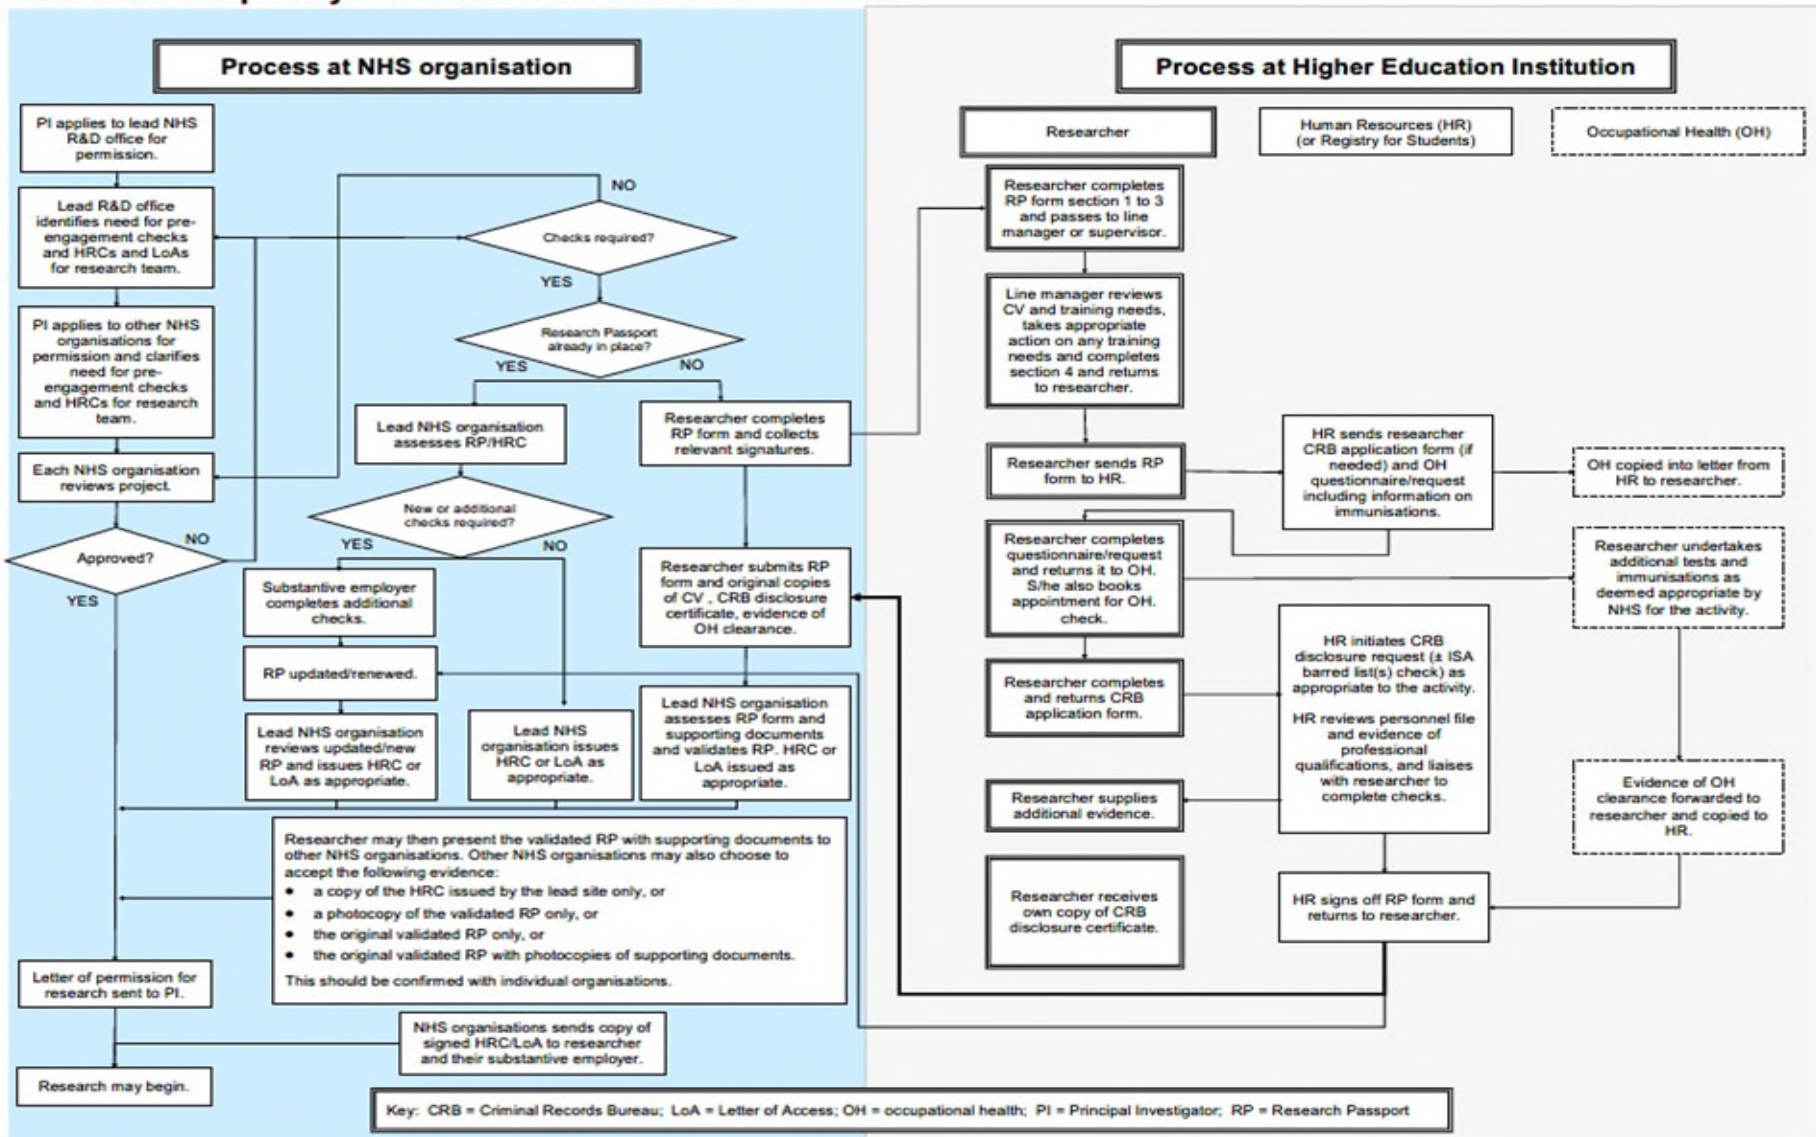 Process at NHS organisation
PI applies to lead NHS
R&D office for
permission.
Lead R&D office
identifies need for pre-
engagement checks
and HRCs and LoAs
for research team.
PI applies to other NHS
organisations for
permission and clarifies
need for pre-
engagement checks
and HRCs for research
team.
Each NHS organisation
reviews project.
Approved?
NO
YES
Letter of permission for
research sent to PI.
Research may begin.
NO
Checks required?
YES
Research Passport
already in place?
YES
NO
Lead NHS organisation
assesses RP/HRC
New or additional
checks required?
YES
NO
Substantive employer
completes additional
checks.
RP updated/renewed.
Lead NHS organisation
reviews updated/new
RP and issues HRC or
LoA as appropriate.
Lead NHS
organisation issues
HRC or LoA as
appropriate.
Researcher completes
RP form and collects
relevant signatures.
Researcher submits RP
form and original copies
of CV , CRB disclosure
certificate, evidence of
OH clearance.
Lead NHS organisation
assesses RP form and
supporting documents
and validates RP. HRC or
LoA issued as
appropriate.
Researcher may then present the validated RP with supporting documents to
other NHS organisations. Other NHS organisations may also choose to
accept the following evidence:
• a copy of the HRC issued by the lead site only, or
• a photocopy of the validated RP only, or
• the original validated RP only, or
• the original validated RP with photocopies of supporting documents.
This should be confirmed with individual organisations.
NHS organisations sends copy of
signed HRC/LoA to researcher
and their substantive employer.
Process at Higher Education Institution
Researcher
Human Resources (HR)
(or Registry for Students)
Occupational Health (OH)
Researcher completes
RP form section 1 to 3
and passes to line
manager or supervisor.
Line manager reviews
CV and training needs,
takes appropriate
action on any training
needs and completes
section 4 and returns
to researcher.
Researcher sends RP
form to HR.
HR sends researcher
CRB application form (if
needed) and OH
questionnaire/request
including information on
immunisations.
OH copied into letter from
HR to researcher.
Researcher completes
questionnaire/request
and returns it to OH.
S/he also books
appointment for OH.
check.
Researcher undertakes
additional tests and
immunisations as
deemed appropriate by
NHS for the activity.
Researcher completes
and returns CRB
application form.
HR initiates CRB
disclosure request (± ISA
barred list(s) check) as
appropriate to the activity.
HR reviews personnel file
and evidence of
professional
qualifications, and liaises
with researcher to
complete checks.
Researcher supplies
additional evidence.
Evidence of OH
clearance forwarded to
researcher and copied to
HR.
Researcher receives
own copy of CRB
disclosure certificate.
HR signs off RP form and
returns to researcher.
Key: CRB = Criminal Records Bureau; LoA = Letter of Access; OH = occupational health; PI = Principal Investigator; RP = Research Passport